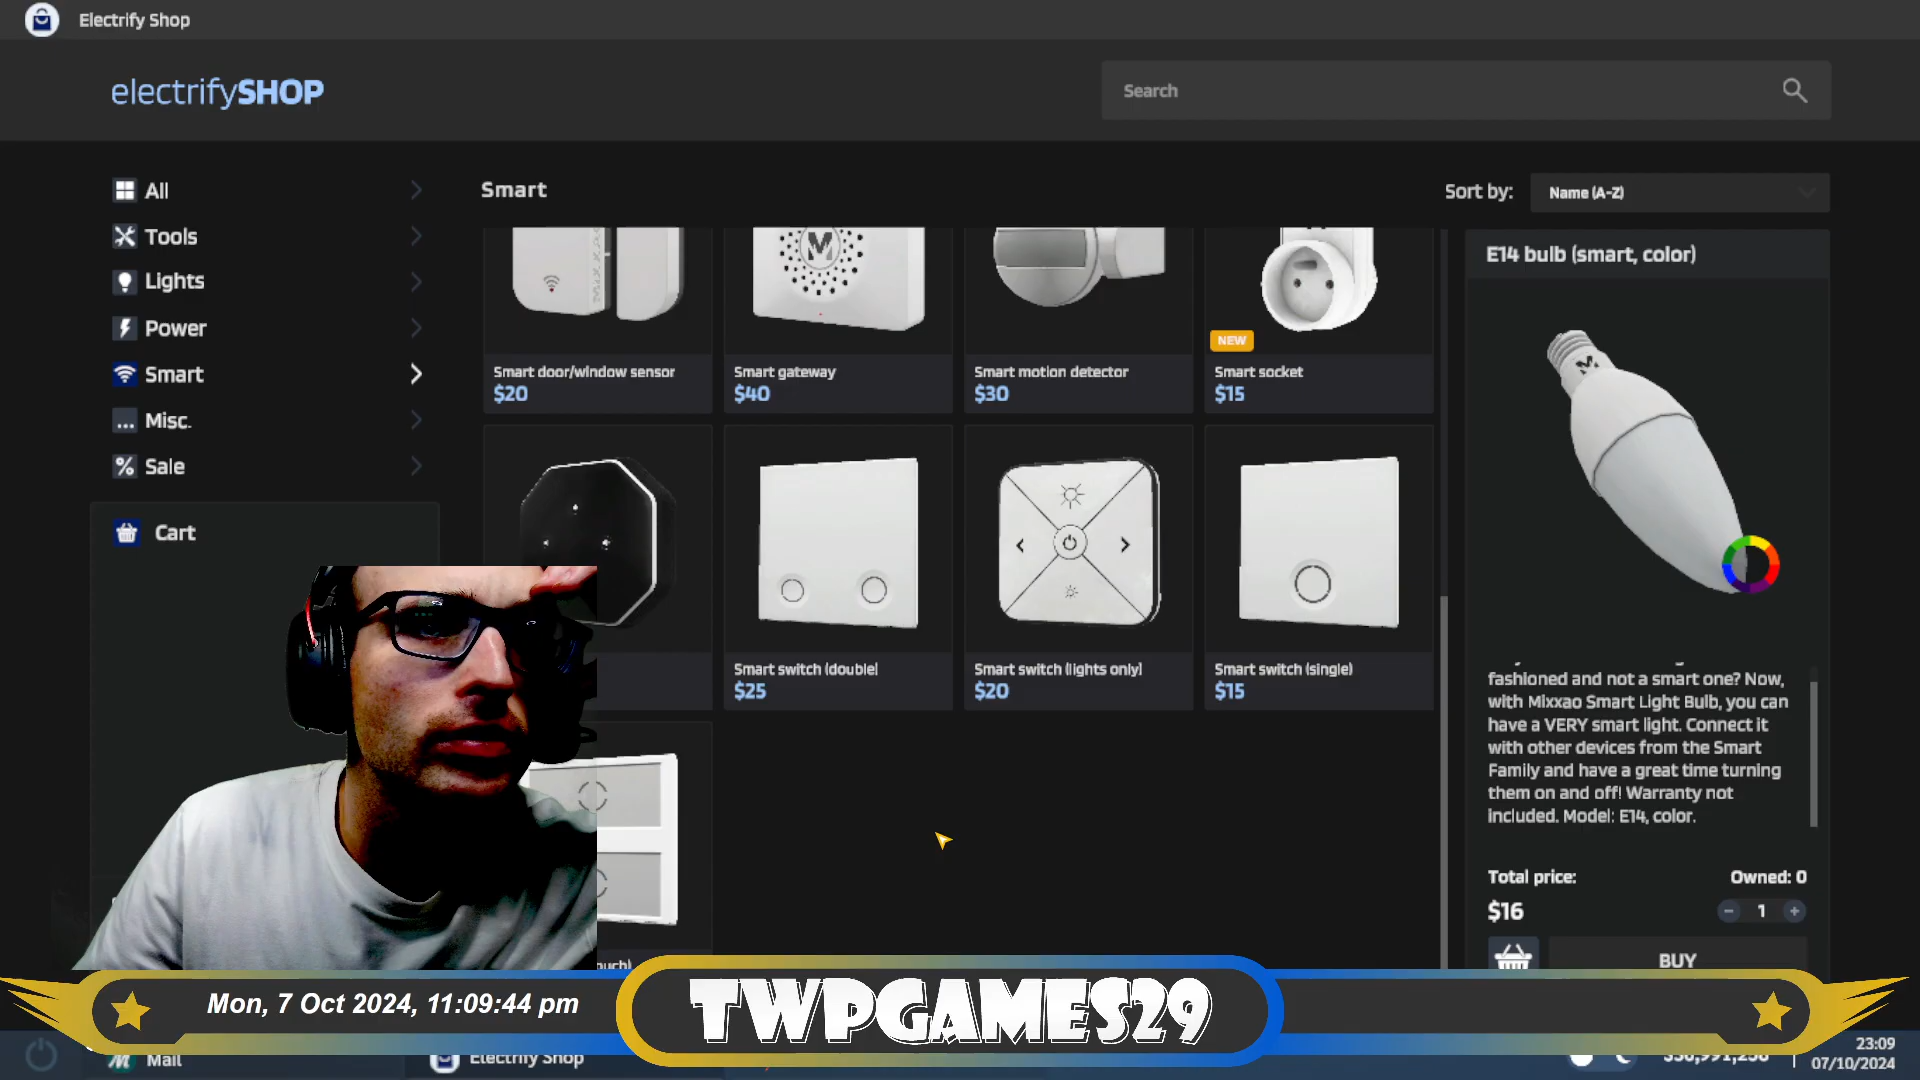 Electrify Shop
electrifySHOP
Search
All
Tools
Lights
Power
Smart
Misc.
Sale
Cart
Smart
Sort by:
Name (A-Z)
Smart door/window sensor
$20
Smart gateway
$40
Smart motion detector
$30
NEW
Smart socket
$15
Smart switch (double)
$25
Smart switch (lights only)
$20
Smart switch (single)
$15
E14 bulb (smart, color)
fashioned and not a smart one? Now,
with Mixxao Smart Light Bulb, you can
have a VERY smart light. Connect it
with other devices from the Smart
Family and have a great time turning
them on and off! Warranty not
included. Model: E14, color.
Total price:
Owned: 0
$16
1
BUY
Mon, 7 Oct 2024, 11:09:44 pm
TWPGAMES29
Mail
Electrify Shop
23:09
07/10/2024